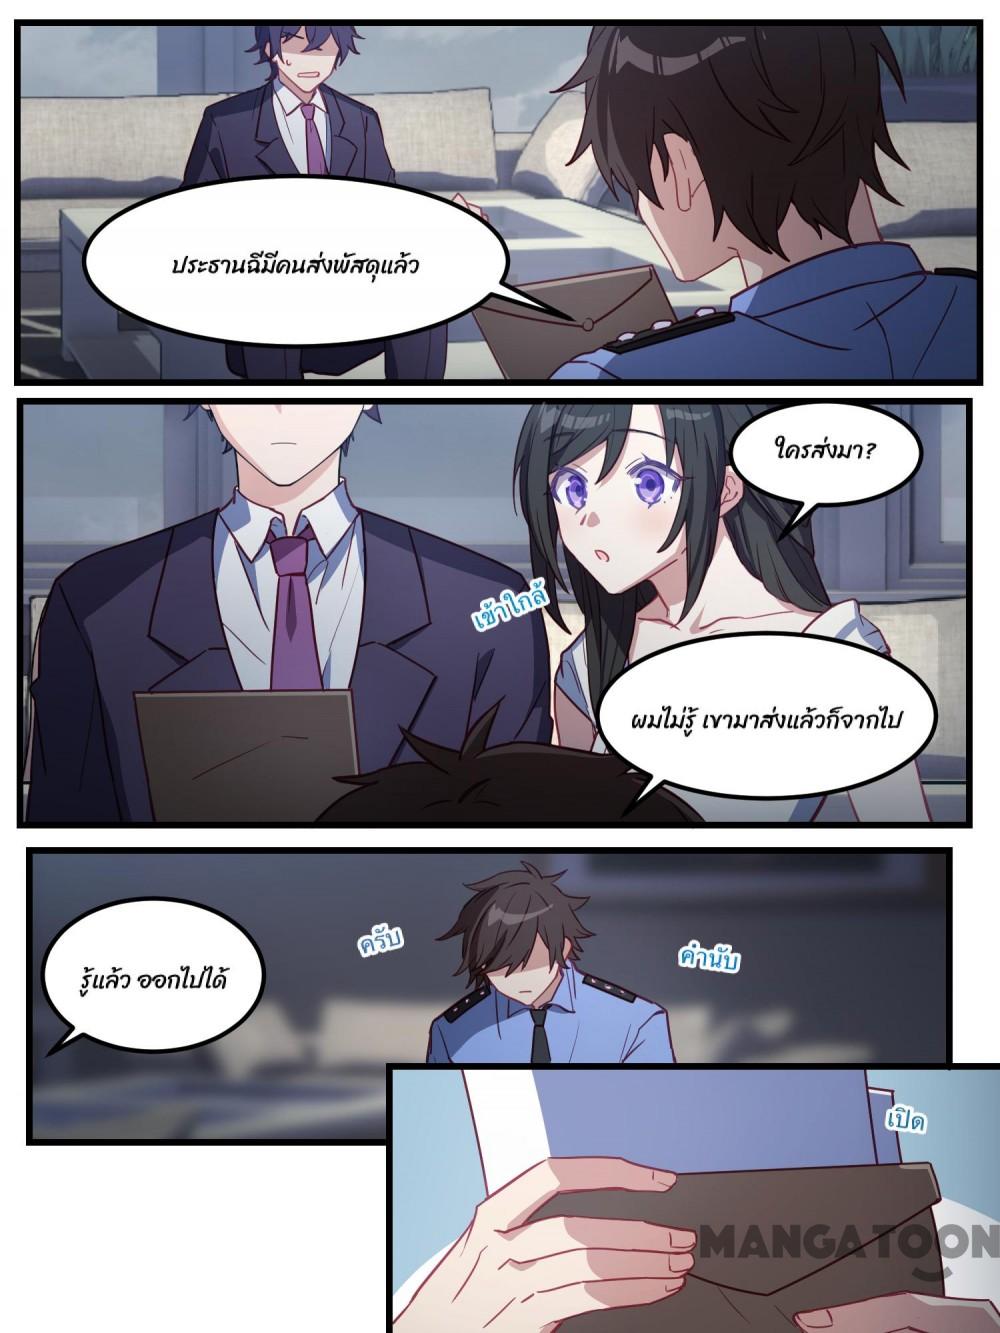 ประธานฉีมีคนส่งพัสดุแล้ว
ใครส่งมา?
เข้าใกล้
ผมไม่รู้ เขามาส่งแล้วก็จากไป
ครับ
คำนับ
รู้แล้ว ออกไปได้
เปิด
MANGATOON